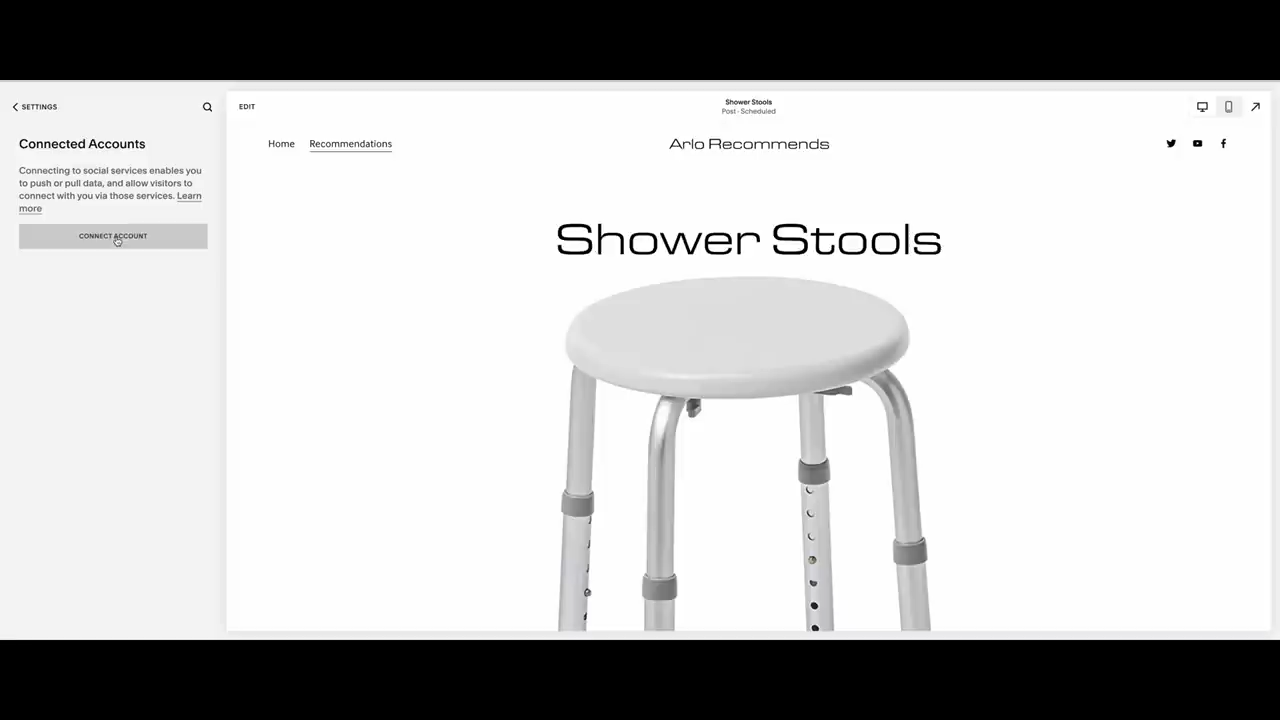 SETTINGS
Connected Accounts
Connecting to social services enables you
to push or pull data, and allow visitors to
connect with you via those services. Learn
more
CONNECT ACCOUNT
EDIT
Shower Stools
Post · Scheduled
Home
Recommendations
Arlo Recommends
Shower Stools